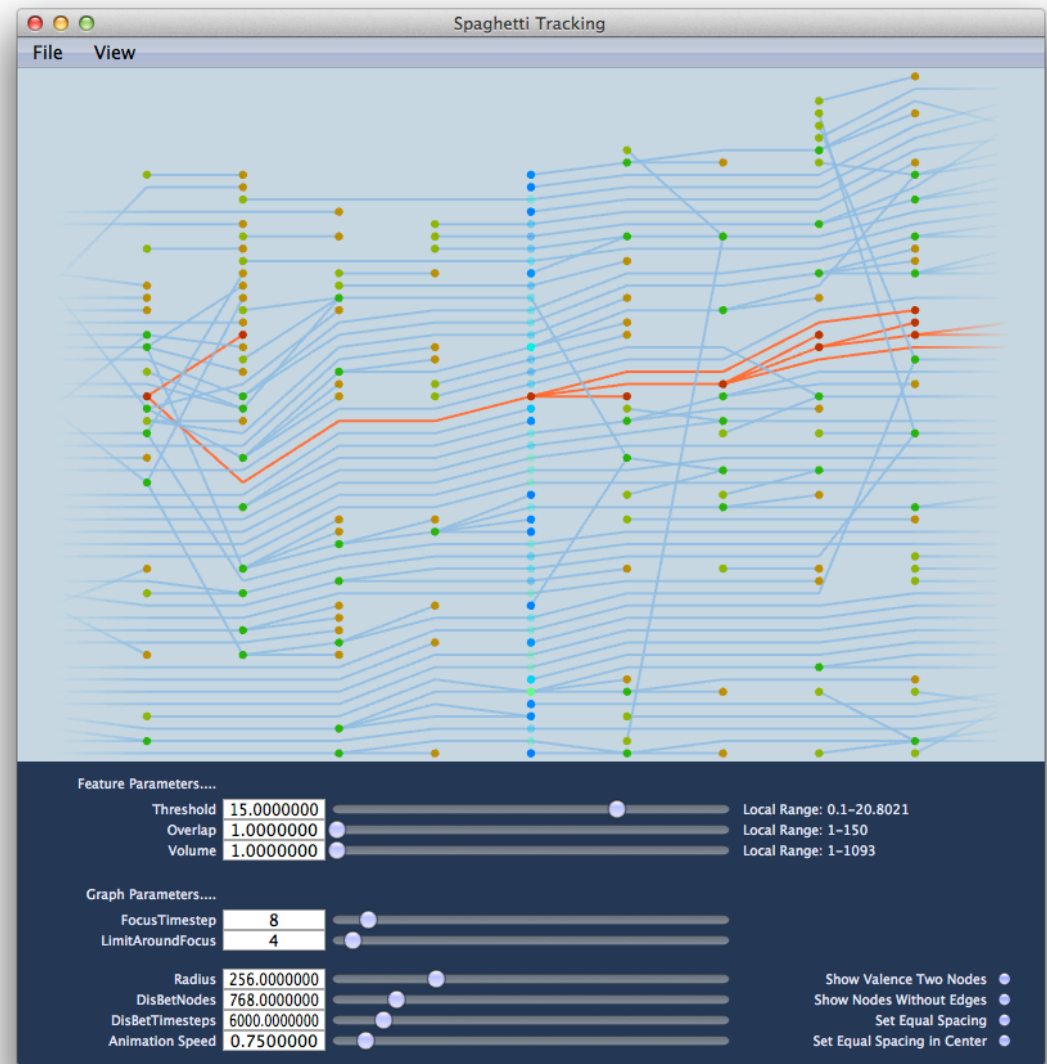 Spaghetti Tracking
File View
Feature Parameters....
Threshold 15.0000000 Local Range: 0.1-20.8021
Overlap 1.0000000 Local Range: 1-150
Volume 1.0000000 Local Range: 1-1093
Graph Parameters....
FocusTimestep 8
LimitAroundFocus 4
Radius 256.0000000 Show Valence Two Nodes
DisBetNodes 768.0000000 Show Nodes Without Edges
DisBetTimesteps 6000.0000000 Set Equal Spacing
Animation Speed 0.7500000 Set Equal Spacing in Center